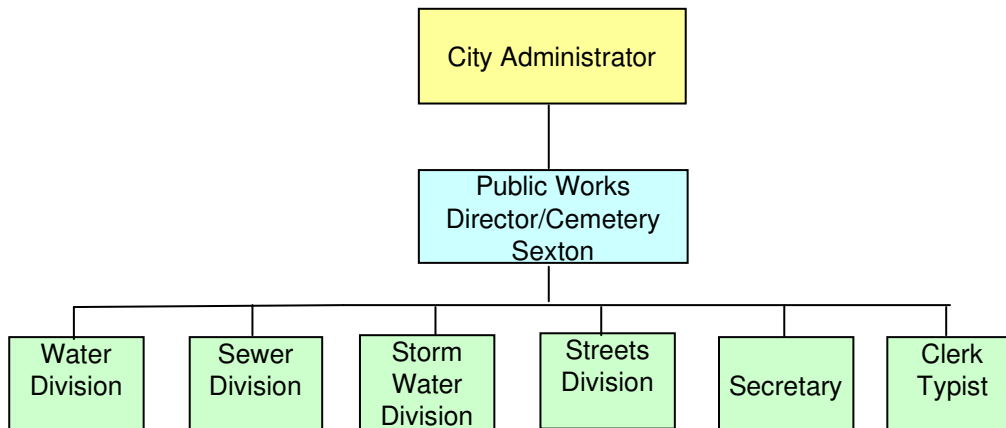 City Administrator
Public Works
Director/Cemetery
Sexton
Water
Division
Sewer
Division
Storm
Water
Division
Streets
Division
Secretary
Clerk
Typist